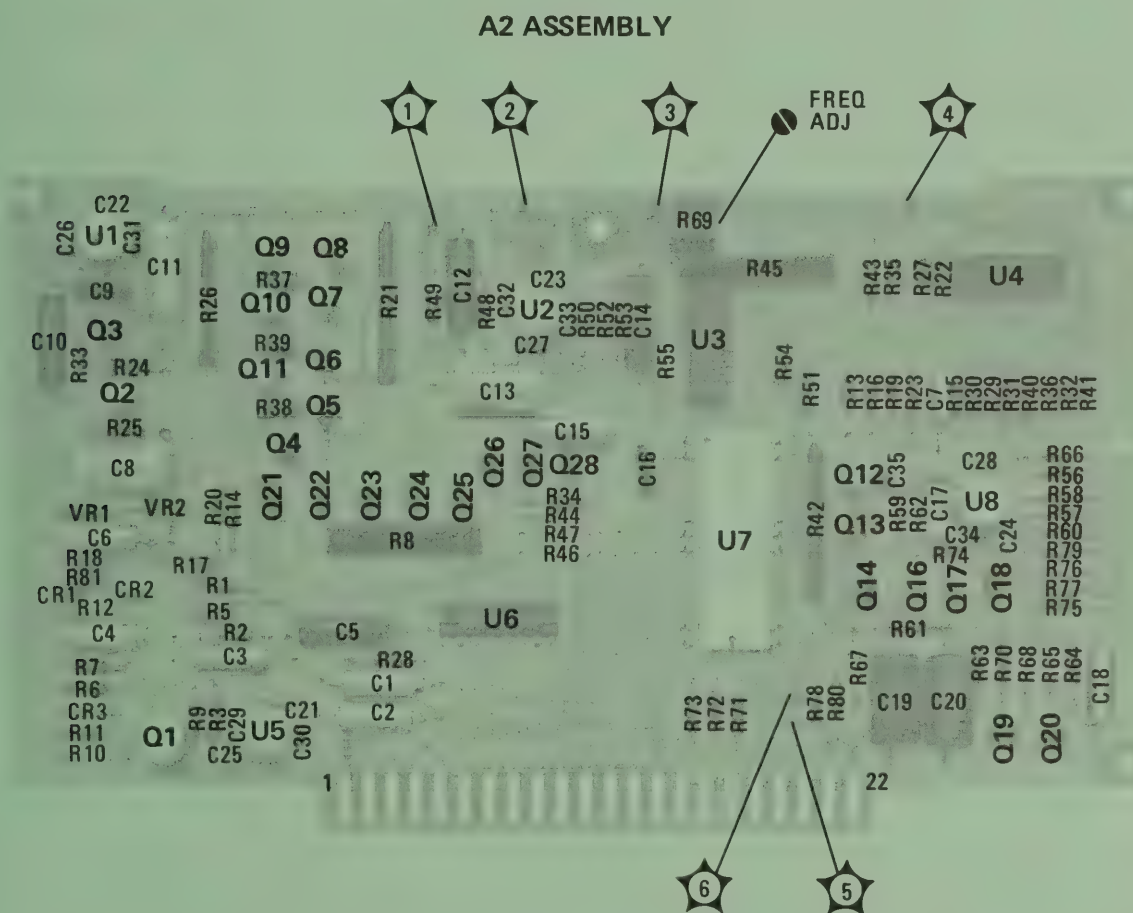 A2 ASSEMBLY
1
2
3
FREQ
ADJ
4
C22
C26
U1
C31
C11
C9
C10
Q3
R33
R24
Q2
R25
C8
VR1
VR2
C6
R18
R17
R81
CR1
CR2
R12
C4
R7
R6
CR3
R11
R10
Q1
R26
Q9
Q8
R37
Q10
Q7
R39
Q11
Q6
R38
Q5
Q4
R21
R49
C12
R48
C32
C23
U2
C27
C33
R50
R52
R53
C14
C13
R69
R45
U3
R55
R54
R51
R43
R35
R27
R22
U4
R13
R16
R19
R23
C7
R15
R30
R29
R31
R40
R36
R32
R41
R20
R14
Q21
Q22
Q23
Q24
Q25
Q26
Q27
C15
Q28
R34
R44
R47
R46
R8
C16
U7
R42
Q12
C35
C28
Q13
R59
R62
C17
U8
C34
R74
C24
Q14
Q16
Q17
Q18
R66
R56
R58
R57
R60
R79
R76
R77
R75
R1
R5
R2
C3
C5
U6
R28
C1
C2
R9
R3
C29
U5
C21
C25
C30
R73
R72
R71
R78
R80
R67
R61
C19
C20
R63
R70
R68
R65
R64
C18
Q19
Q20
1
22
6
5